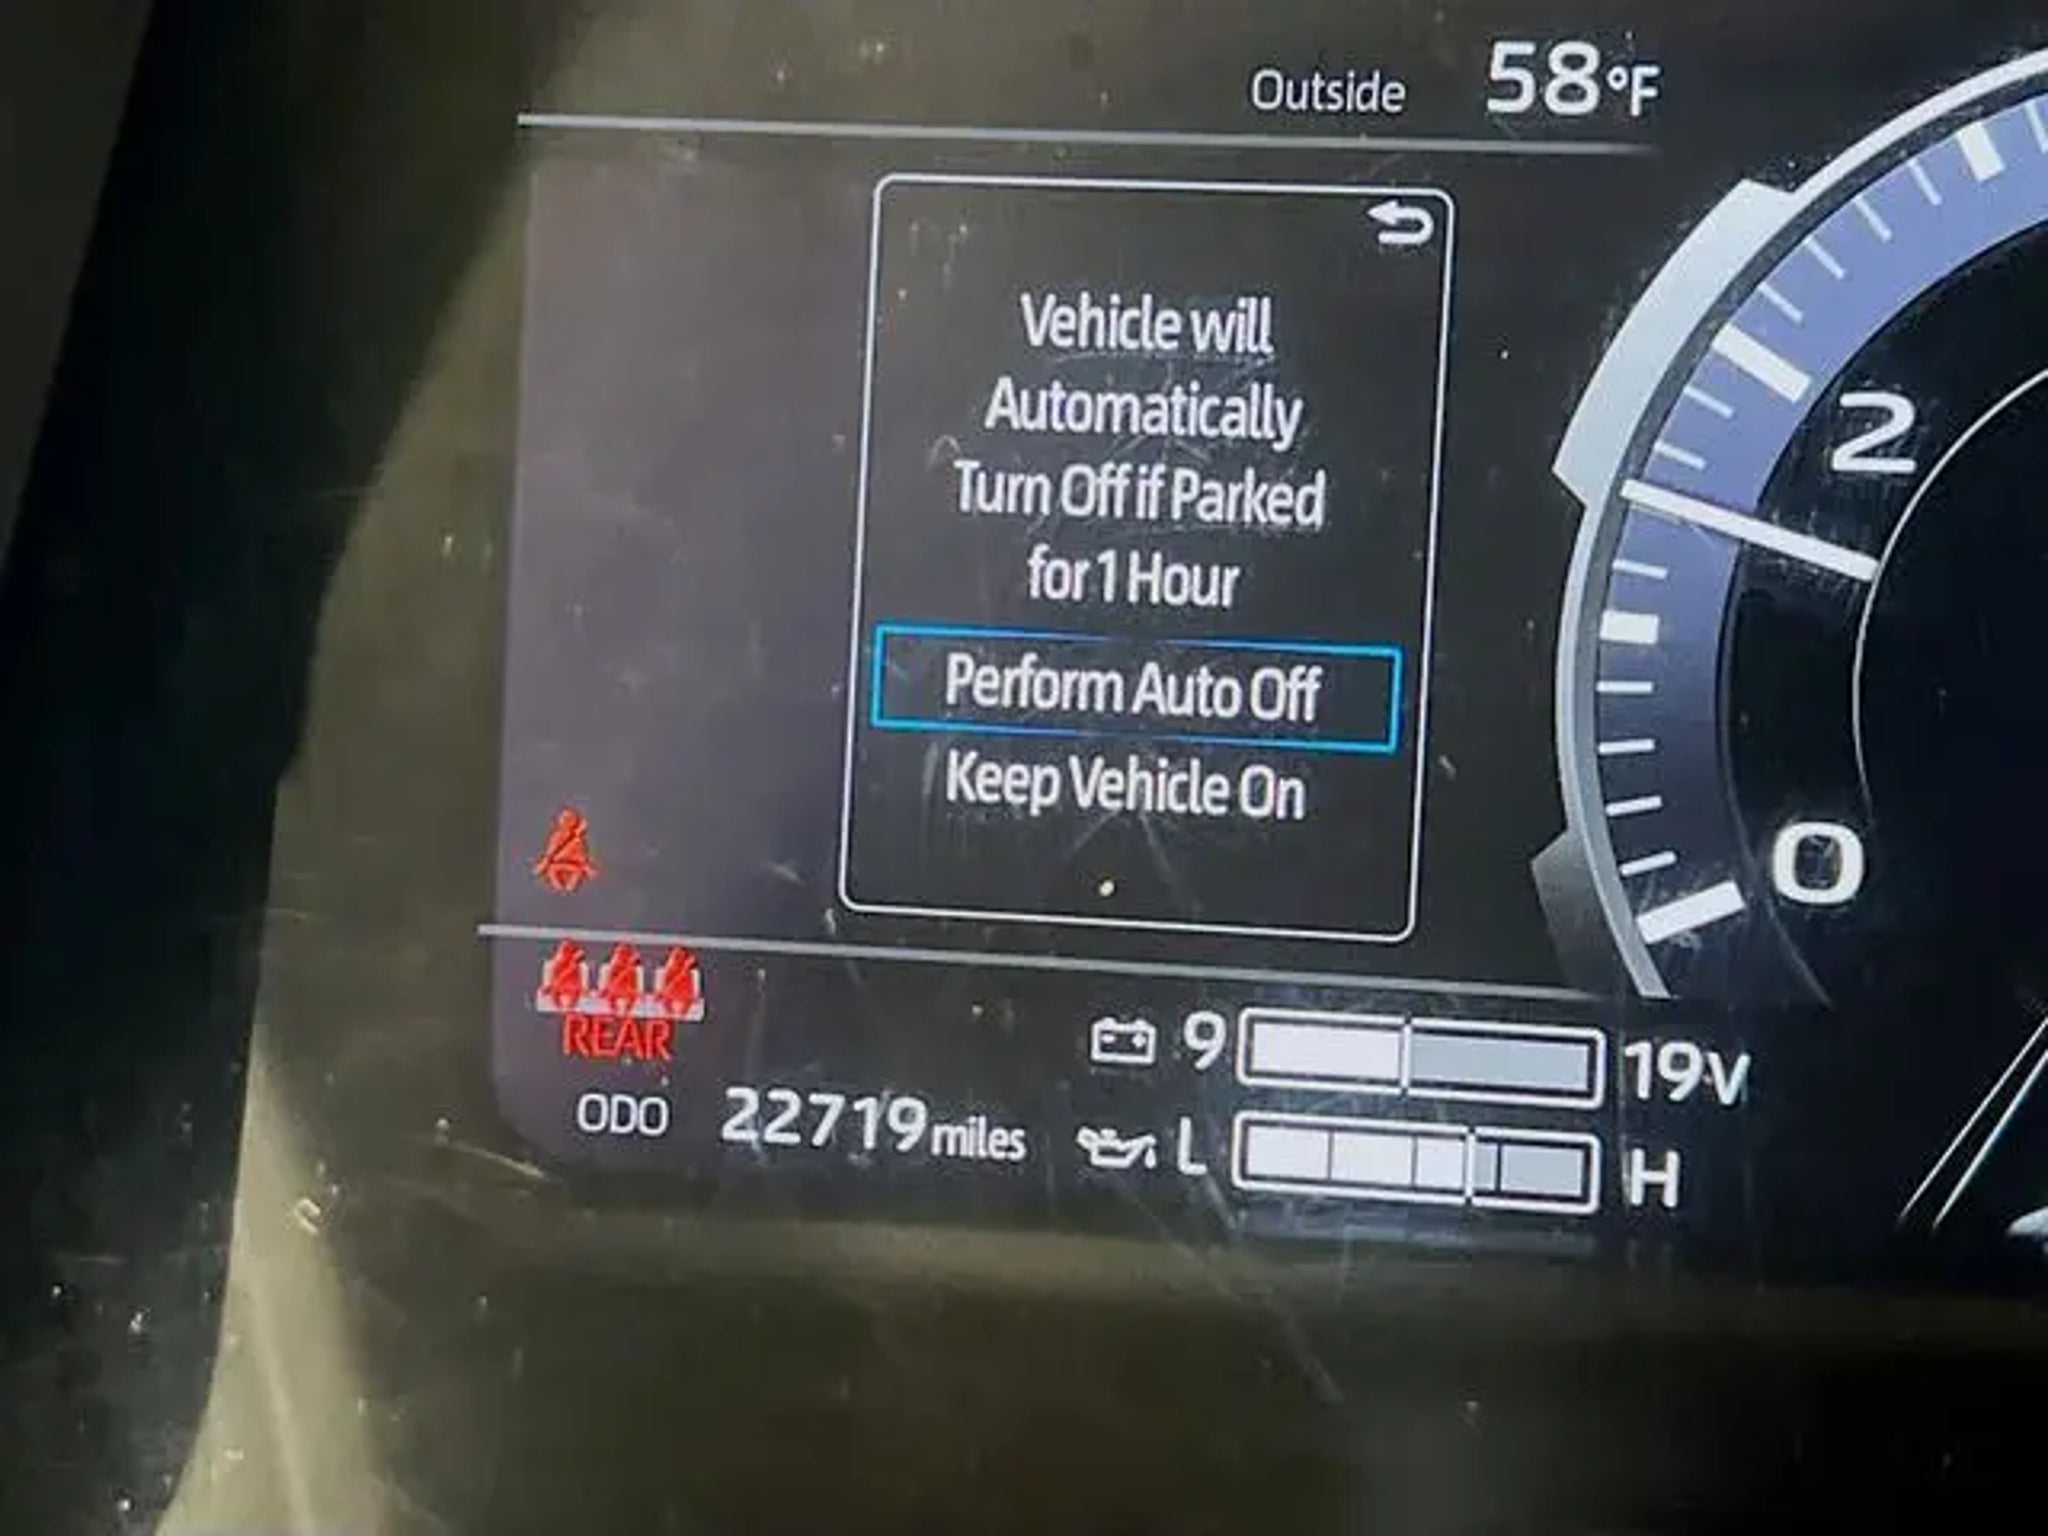 Outside 58°F
Vehicle will
Automatically
Turn Off if Parked
for 1 Hour
Perform Auto Off
Keep Vehicle On
2
0
REAR
9 19V
ODO 22719 miles
L H